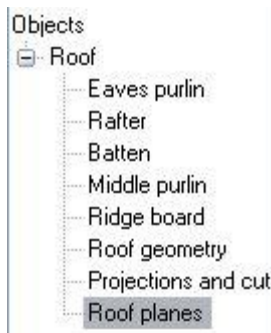 Objects
Roof
Eaves purlin
Rafter
Batten
Middle purlin
Ridge board
Roof geometry
Projections and cut
Roof planes